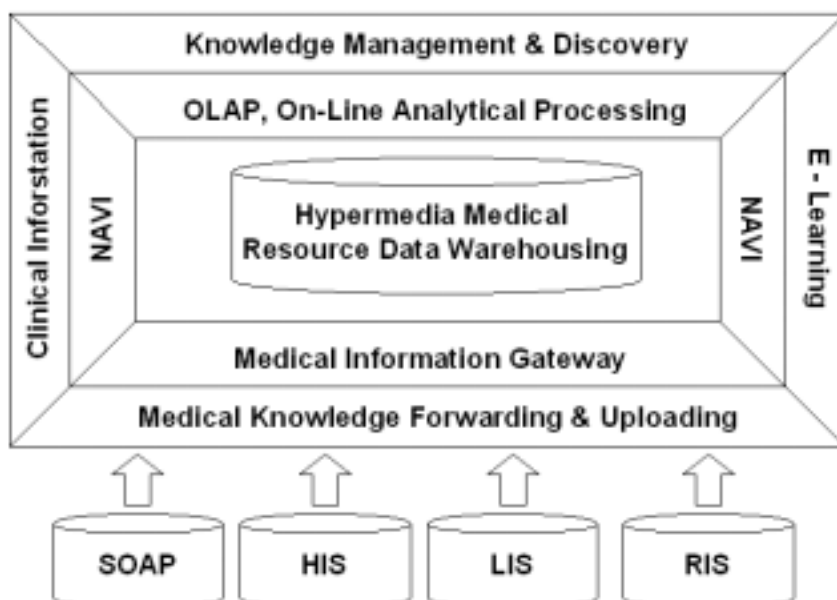 Knowledge Management & Discovery
OLAP, On-Line Analytical Processing
Clinical Inforstation
NAVI
Hypermedia Medical
Resource Data Warehousing
NAVI
E - Learning
Medical Information Gateway
Medical Knowledge Forwarding & Uploading
SOAP
HIS
LIS
RIS